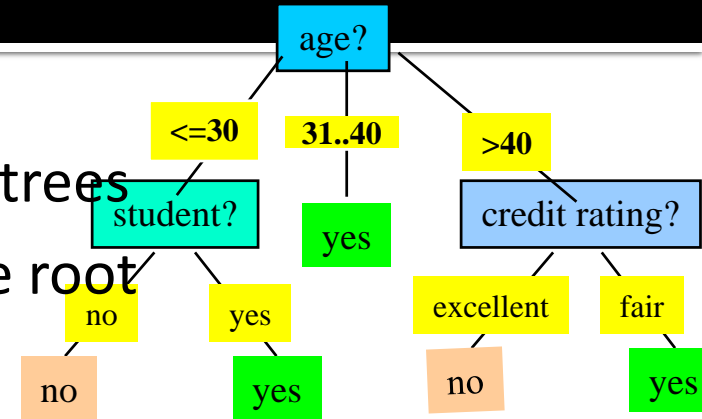 age?
<=30 31..40 >40
trees
student? yes credit rating?
e root
no yes excellent fair
no yes no yes